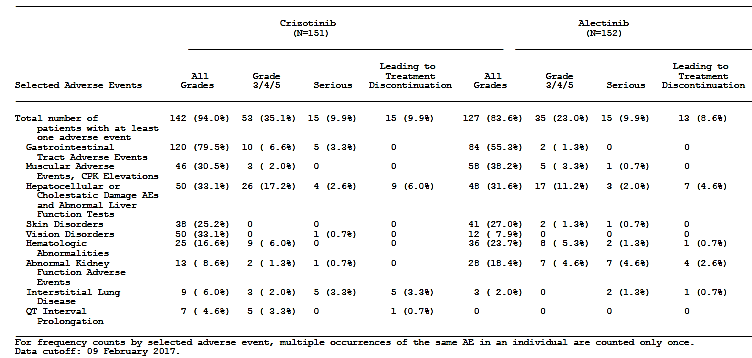 Crizotinib Alectinib
(N=151) (N=152)
Leading to Leading to
All Grade Treatment All Grade Treatment
Selected Adverse Events Grades 3/4/5 Serious Discontinuation Grades 3/4/5 Serious Discontinuation
Total number of 142 (94.0%) 53 (35.1%) 15 (9.9%) 15 (9.9%) 127 (83.6%) 35 (23.0%) 15 (9.9%) 13 (8.6%)
patients with at least
one adverse event
Gastrointestinal 120 (79.5%) 10 ( 6.6%) 5 (3.3%) 0 84 (55.3%) 2 ( 1.3%) 0 0
Tract Adverse Events
Muscular Adverse 46 (30.5%) 3 ( 2.0%) 0 0 58 (38.2%) 5 ( 3.3%) 1 (0.7%) 0
Events, CPK Elevations
Hepatocellular or 50 (33.1%) 26 (17.2%) 4 (2.6%) 9 (6.0%) 48 (31.6%) 17 (11.2%) 3 (2.0%) 7 (4.6%)
Cholestatic Damage AEs
and Abnormal Liver
Function Tests
Skin Disorders 38 (25.2%) 0 0 0 41 (27.0%) 2 ( 1.3%) 1 (0.7%) 0
Vision Disorders 50 (33.1%) 0 1 (0.7%) 0 12 ( 7.9%) 0 0 0
Hematologic 25 (16.6%) 9 ( 6.0%) 0 0 36 (23.7%) 8 ( 5.3%) 2 (1.3%) 1 (0.7%)
Abnormalities
Abnormal Kidney 13 ( 8.6%) 2 ( 1.3%) 1 (0.7%) 0 28 (18.4%) 7 ( 4.6%) 7 (4.6%) 4 (2.6%)
Function Adverse
Events
Interstitial Lung 9 ( 6.0%) 3 ( 2.0%) 5 (3.3%) 5 (3.3%) 3 ( 2.0%) 0 2 (1.3%) 1 (0.7%)
Disease
QT Interval 7 ( 4.6%) 5 ( 3.3%) 0 1 (0.7%) 0 0 0 0
Prolongation
For frequency counts by selected adverse event, multiple occurrences of the same AE in an individual are counted only once.
Data cutoff: 09 February 2017.